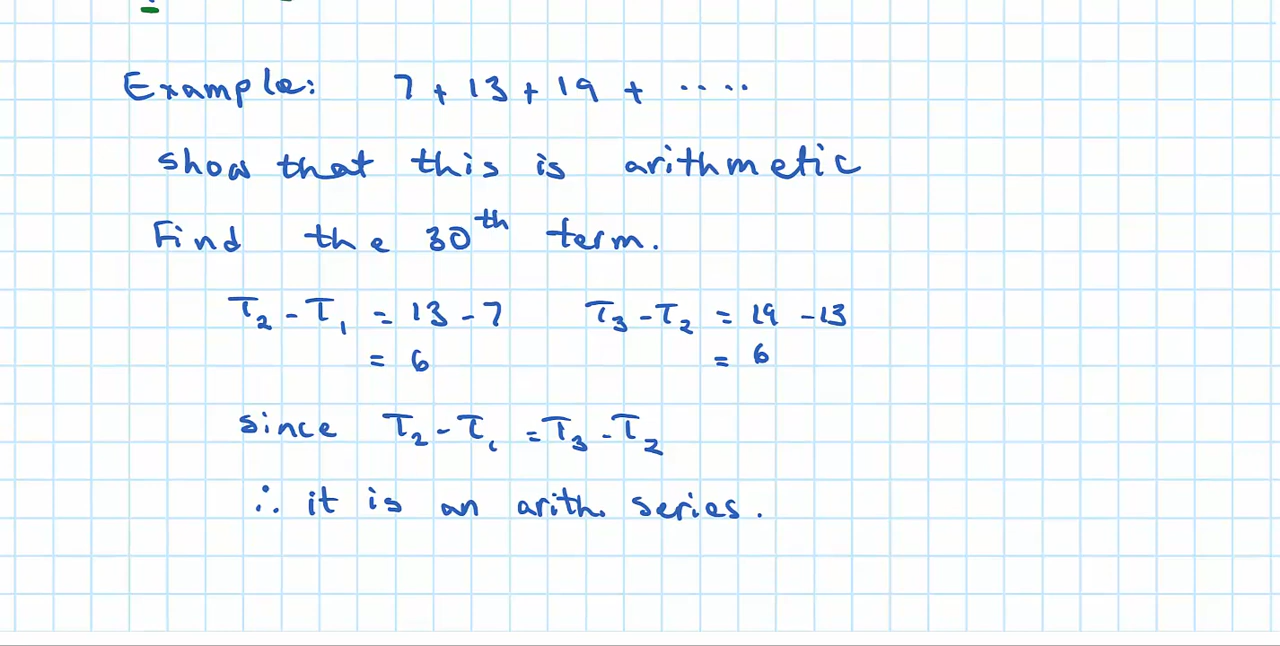 Example: 7 + 13 + 19 + ....
show that this is arithmetic
Find the 30th term.
T₂ - T₁ = 13 - 7 T₃ - T₂ = 19 - 13
= 6 = 6
since T₂ - T₁ = T₃ - T₂
∴ it is an arith. series.